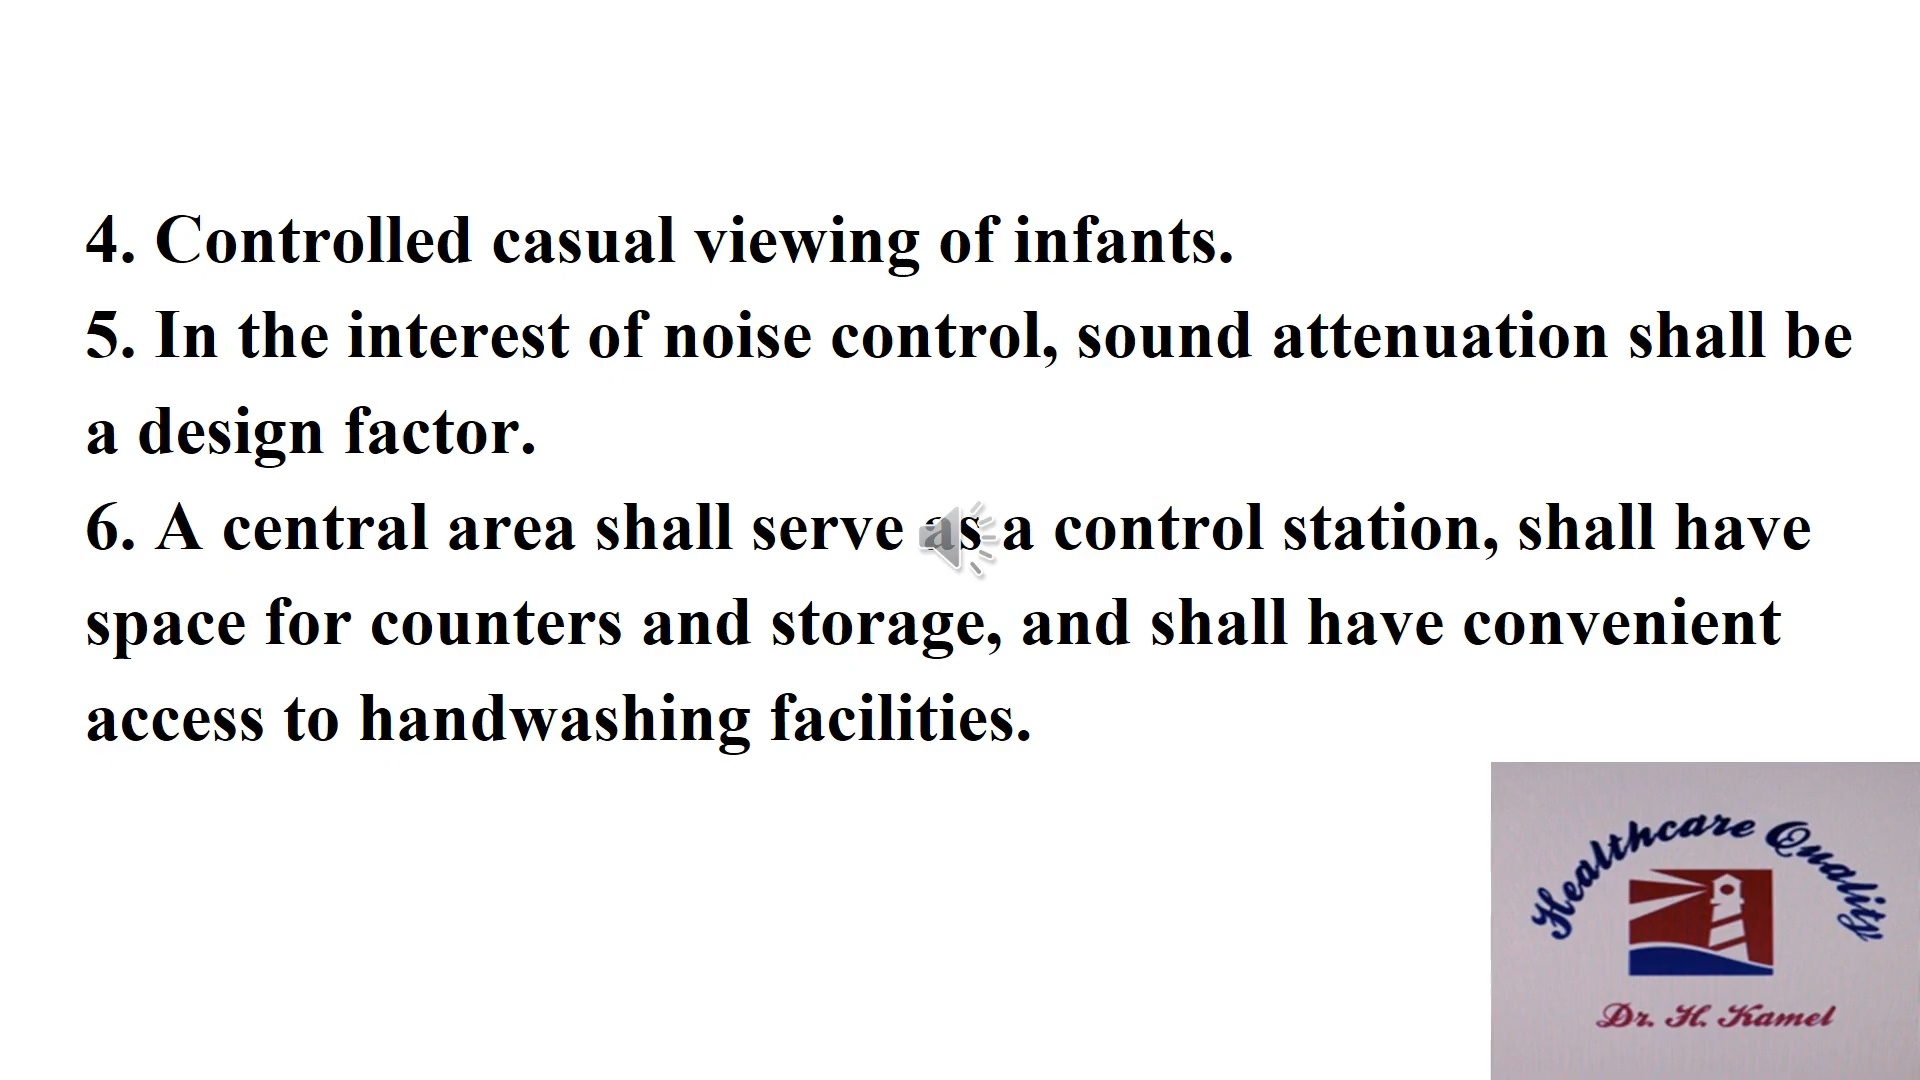 4. Controlled casual viewing of infants.
5. In the interest of noise control, sound attenuation shall be
a design factor.
6. A central area shall serve as a control station, shall have
space for counters and storage, and shall have convenient
access to handwashing facilities.
Healthcare Quality
Dr. H. Kamel